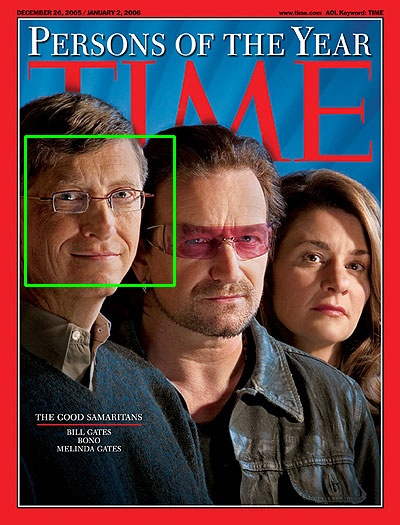 DECEMBER 26, 2005 / JANUARY 2, 2006 www.time.com AOL Keyword: TIME
PERSONS OF THE YEAR
TIME
THE GOOD SAMARITANS
BILL GATES
BONO
MELINDA GATES